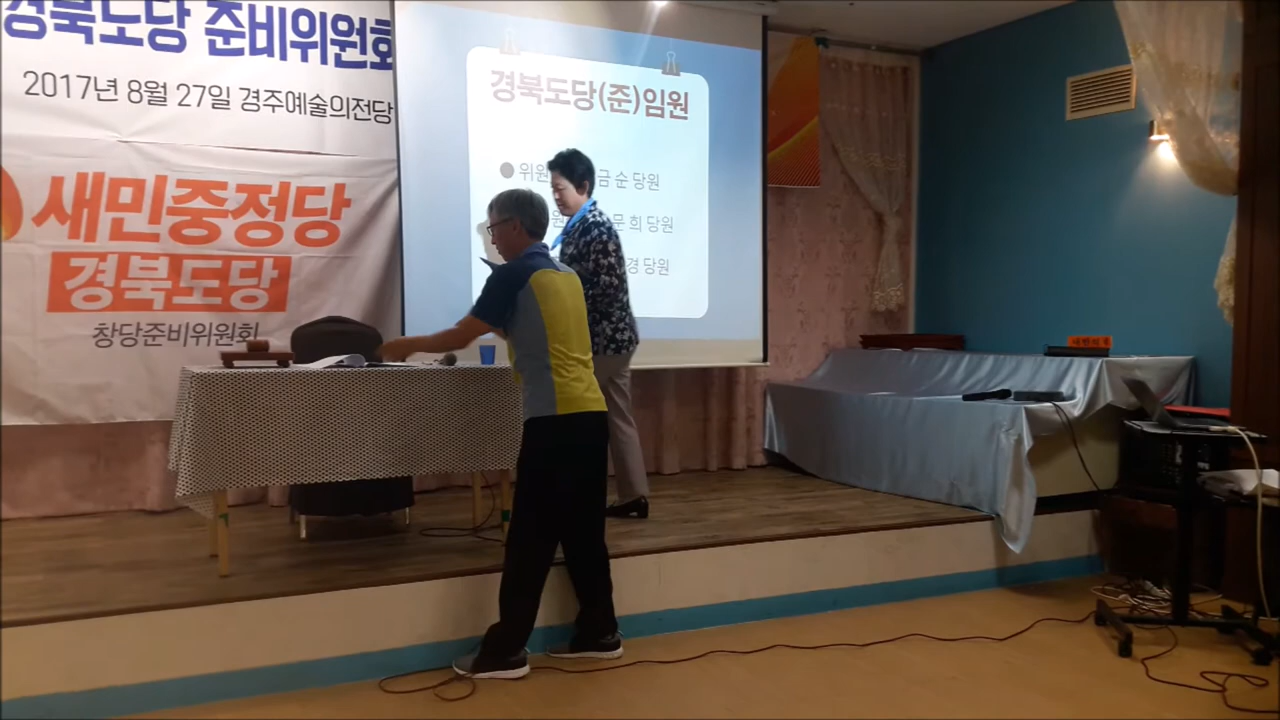 경북도당 준비위원회
2017년 8월 27일 경주예술의전당
새민중정당
경북도당
창당준비위원회
경북도당(준)임원
위원 금순 당원
문희 당원
경 당원